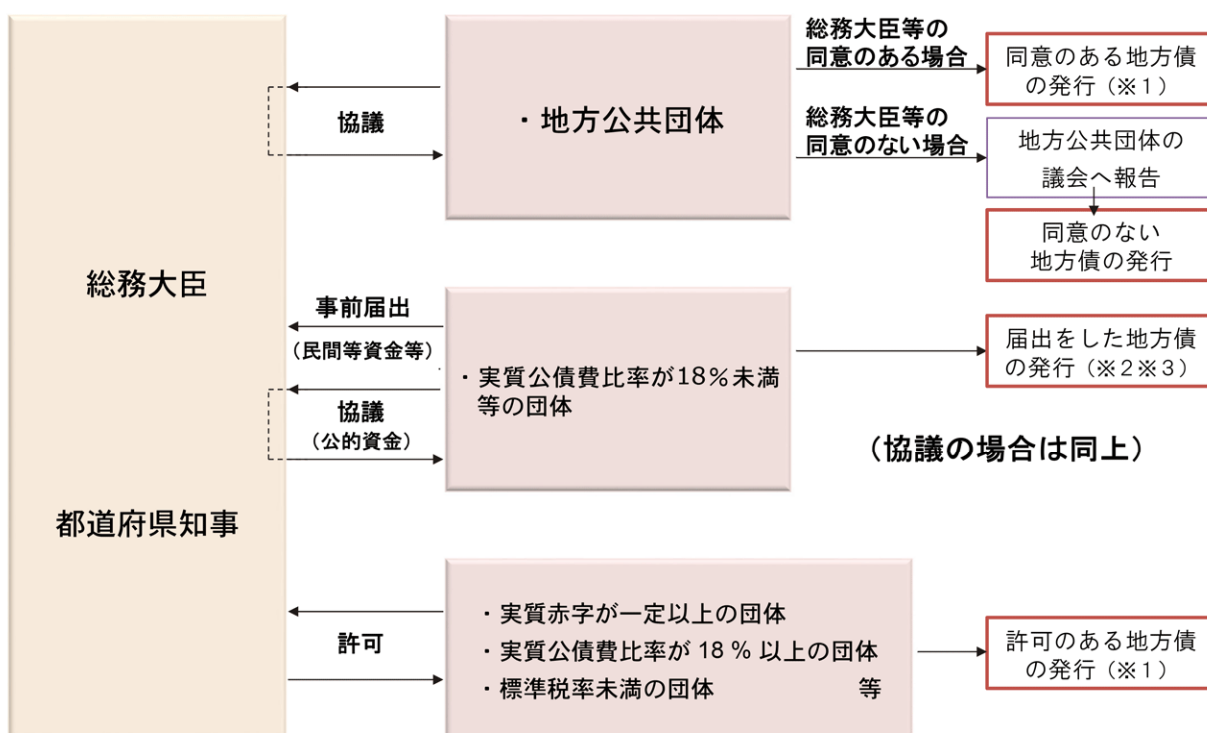 総務大臣
都道府県知事
協議
・地方公共団体
総務大臣等の
同意のある場合
同意のある地方債
の発行（※１）
総務大臣等の
同意のない場合
地方公共団体の
議会へ報告
同意のない
地方債の発行
事前届出
（民間等資金等）
協議
（公的資金）
・実質公債費比率が18％未満
等の団体
届出をした地方債
の発行（※２※３）
（協議の場合は同上）
許可
・実質赤字が一定以上の団体
・実質公債費比率が 18 % 以上の団体
・標準税率未満の団体　等
許可のある地方債
の発行（※１）